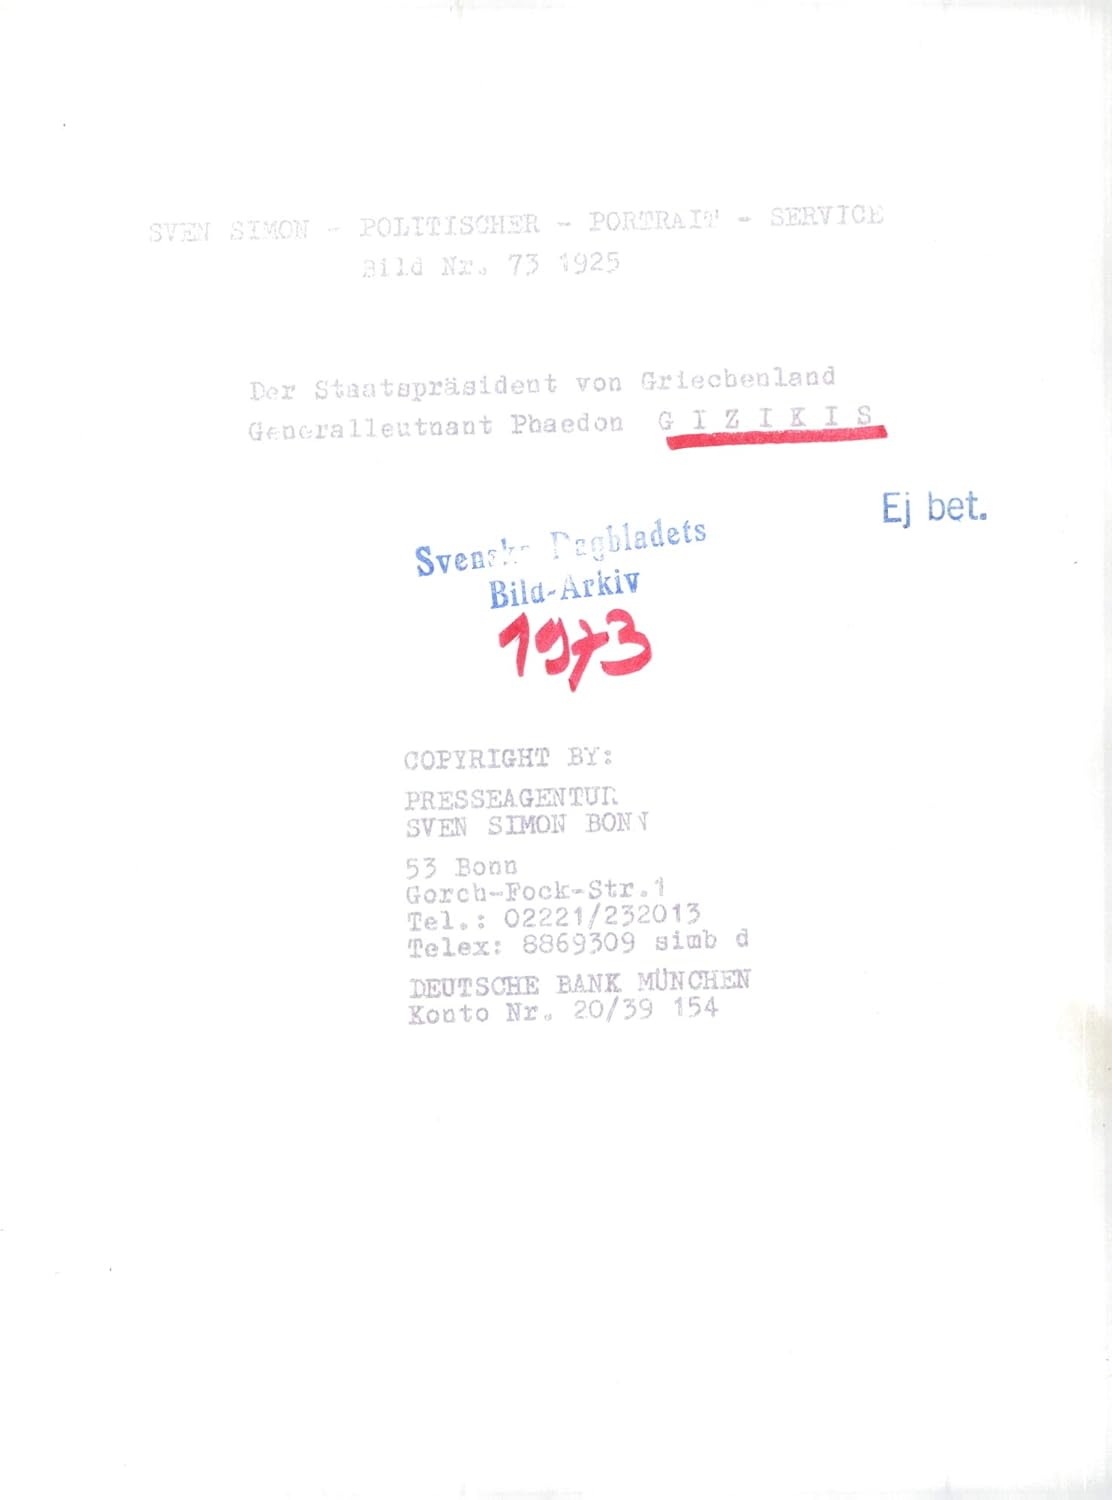 SVEN SIMON - POLITISCHER - PORTRAIT - SERVICE
Bild Nr. 73 1925
Der Staatspräsident von Griechenland
Generalleutnant Phaedon G I Z I K I S
Ej bet.
Svenska Dagbladets
Bild-Arkiv
1973
COPYRIGHT BY:
PRESSEAGENTUR
SVEN SIMON BONN
53 Bonn
Gorch-Fock-Str.1
Tel.: 02221/232013
Telex: 8869309 simb d
DEUTSCHE BANK MÜNCHEN
Konto Nr. 20/39 154